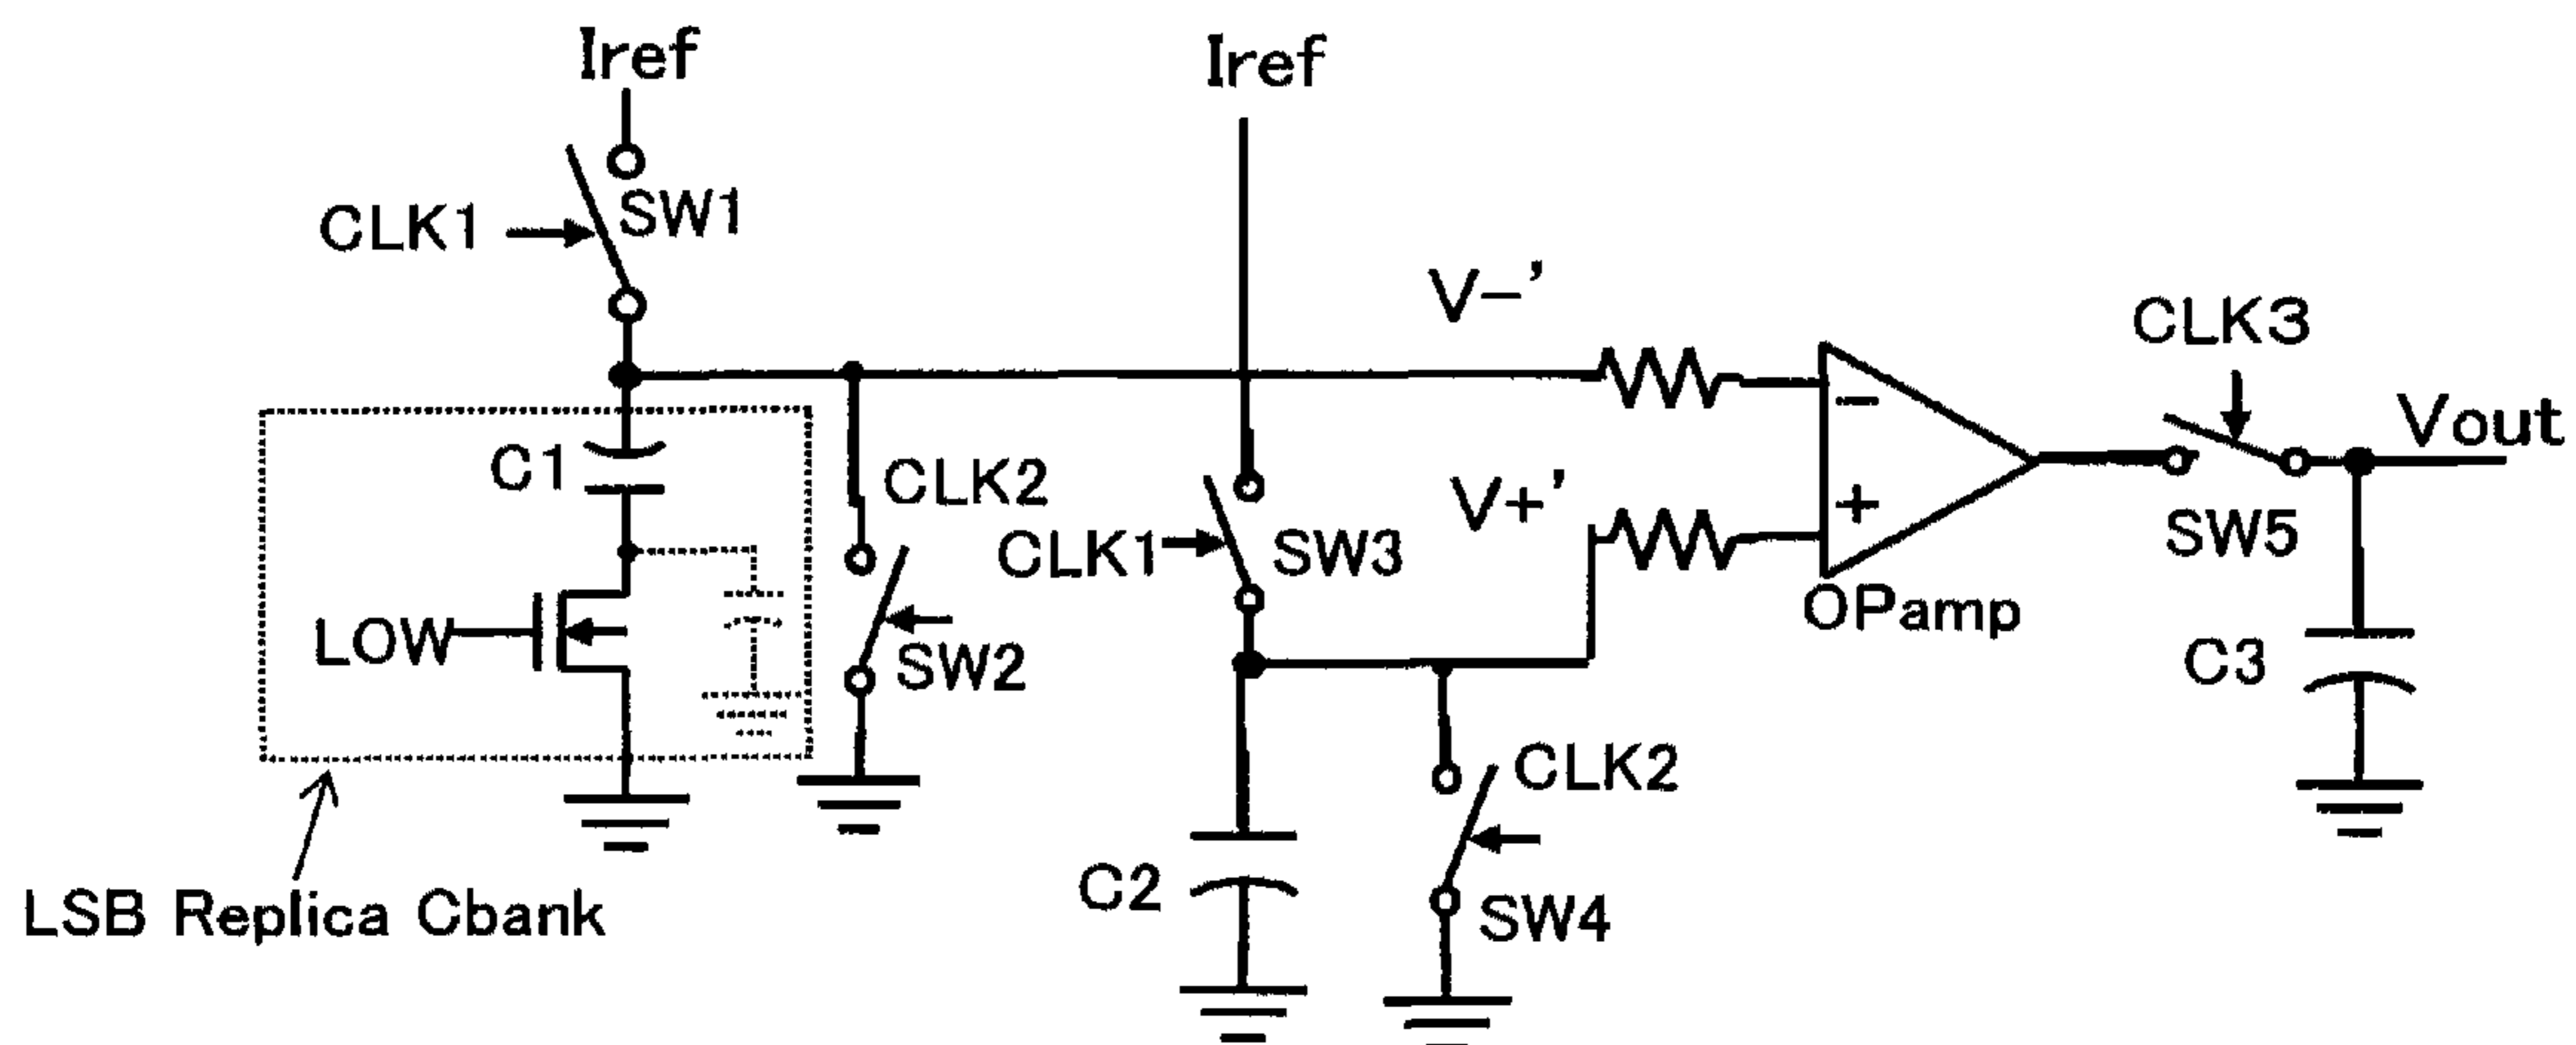 Iref
Iref
CLK1
SW1
V-'
CLK3
Vout
C1
CLK2
V+'
-
+
SW5
CLK1
SW3
LOW
SW2
OPamp
C3
CLK2
C2
SW4
LSB Replica Cbank